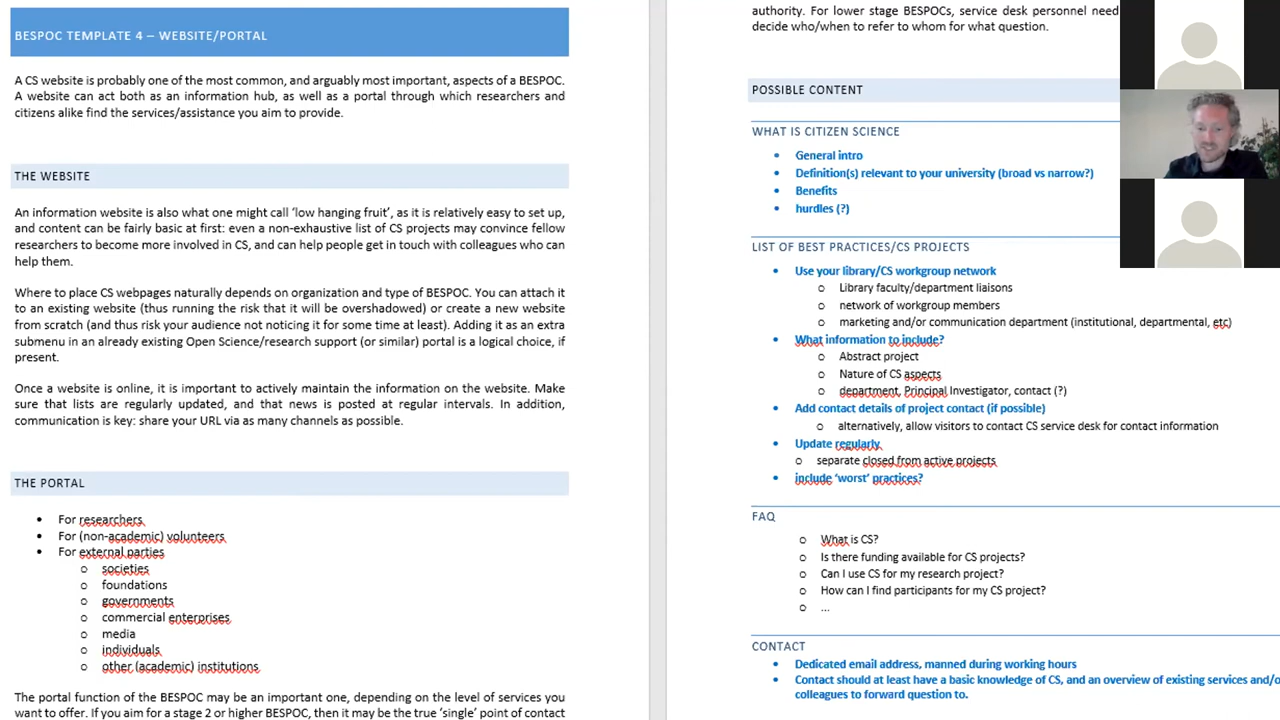 BESPOC TEMPLATE 4 – WEBSITE/PORTAL
A CS website is probably one of the most common, and arguably most important, aspects of a BESPOC.
A website can act both as an information hub, as well as a portal through which researchers and
citizens alike find the services/assistance you aim to provide.
THE WEBSITE
An information website is also what one might call ‘low hanging fruit’, as it is relatively easy to set up,
and content can be fairly basic at first: even a non-exhaustive list of CS projects may convince fellow
researchers to become more involved in CS, and can help people get in touch with colleagues who can
help them.
Where to place CS webpages naturally depends on organization and type of BESPOC. You can attach it
to an existing website (thus running the risk that it will be overshadowed) or create a new website
from scratch (and thus risk your audience not noticing it for some time at least). Adding it as an extra
submenu in an already existing Open Science/research support (or similar) portal is a logical choice, if
present.
Once a website is online, it is important to actively maintain the information on the website. Make
sure that lists are regularly updated, and that news is posted at regular intervals. In addition,
communication is key: share your URL via as many channels as possible.
THE PORTAL
• For researchers
• For (non-academic) volunteers
• For external parties
o societies
o foundations
o governments
o commercial enterprises
o media
o individuals
o other (academic) institutions
The portal function of the BESPOC may be an important one, depending on the level of services you
want to offer. If you aim for a stage 2 or higher BESPOC, then it may be the true ‘single’ point of contact
authority. For lower stage BESPOCs, service desk personnel need
decide who/when to refer to whom for what question.
POSSIBLE CONTENT
WHAT IS CITIZEN SCIENCE
• General intro
• Definition(s) relevant to your university (broad vs narrow?)
• Benefits
• hurdles (?)
LIST OF BEST PRACTICES/CS PROJECTS
• Use your library/CS workgroup network
o Library faculty/department liaisons
o network of workgroup members
o marketing and/or communication department (institutional, departmental, etc)
• What information to include?
o Abstract project
o Nature of CS aspects
o department, Principal Investigator, contact (?)
• Add contact details of project contact (if possible)
o alternatively, allow visitors to contact CS service desk for contact information
• Update regularly
o separate closed from active projects
• include ‘worst’ practices?
FAQ
o What is CS?
o Is there funding available for CS projects?
o Can I use CS for my research project?
o How can I find participants for my CS project?
o ...
CONTACT
• Dedicated email address, manned during working hours
• Contact should at least have a basic knowledge of CS, and an overview of existing services and/o
colleagues to forward question to.